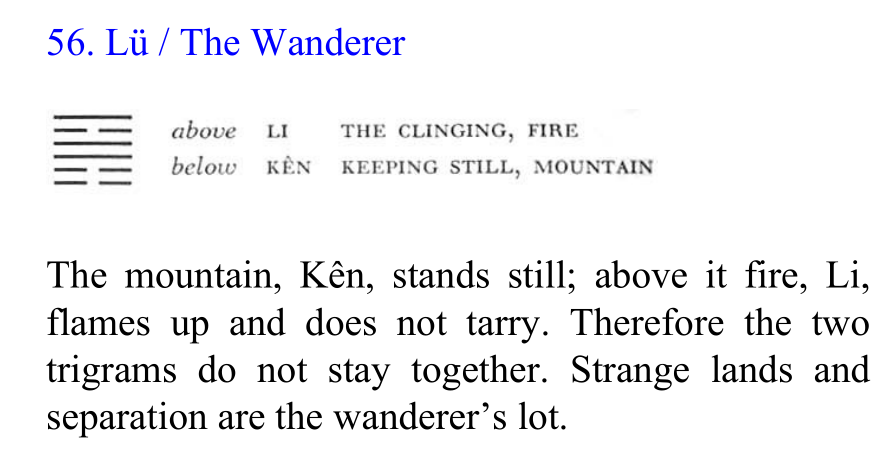 56. Lü / The Wanderer
above LI THE CLINGING, FIRE
below KÊN KEEPING STILL, MOUNTAIN
The mountain, Kên, stands still; above it fire, Li,
flames up and does not tarry. Therefore the two
trigrams do not stay together. Strange lands and
separation are the wanderer’s lot.